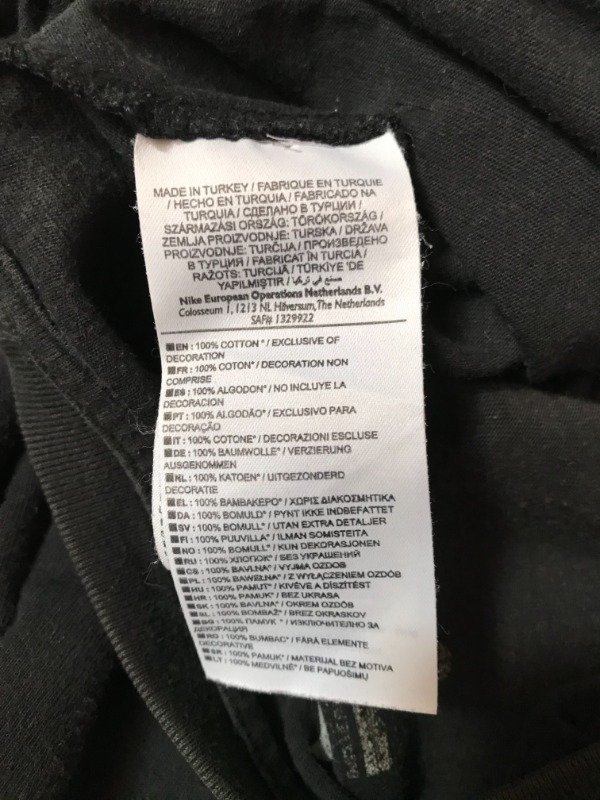 MADE IN TURKEY / FABRIQUE EN TURQUIE
/ HECHO EN TURQUIA / FABRICADO NA
TURQUIA / СДЕЛАНО В ТУРЦИИ /
SZÁRMAZÁSI ORSZÁG: TÖRÖKORSZÁG /
ZEMLJA PROIZVODNJE: TURSKA / DRŽAVA
PROIZVODNJE: TURČIJA / ПРОИЗВЕДЕНО
В ТУРЦИЯ / FABRICAT ÎN TURCIA /
RAŽOTS: TURCIJĀ / TÜRKİYE 'DE
YAPILMIŞTIR / صنع في تركيا
Nike European Operations Netherlands B.V.
Colosseum 1, 1213 NL Hilversum, The Netherlands
SAF# 1329922
EN : 100% COTTON* / EXCLUSIVE OF
DECORATION
FR : 100% COTON* / DECORATION NON
COMPRISE
ES : 100% ALGODON* / NO INCLUYE LA
DECORACION
PT : 100% ALGODÃO* / EXCLUSIVO PARA
DECORAÇÃO
IT : 100% COTONE* / DECORAZIONI ESCLUSE
DE : 100% BAUMWOLLE* / VERZIERUNG
AUSGENOMMEN
NL : 100% KATOEN* / UITGEZONDERD
DECORATIE
EL : 100% ΒΑΜΒΑΚΕΡΟ* / ΧΩΡΙΣ ΔΙΑΚΟΣΜΗΤΙΚΑ
DA : 100% BOMULD* / PYNT IKKE INDBEFATTET
SV : 100% BOMULL* / UTAN EXTRA DETALJER
FI : 100% PUUVILLA* / ILMAN SOMISTEITA
NO : 100% BOMULL* / KUN DEKORASJONEN
RU : 100% ХЛОПОК* / БЕЗ УКРАШЕНИЙ
CS : 100% BAVLNA* / VYJMA OZDOB
PL : 100% BAWEŁNA* / Z WYŁĄCZENIEM OZDÓB
HU : 100% PAMUT* / KIVÉVE A DÍSZÍTÉST
HR : 100% PAMUK* / BEZ UKRASA
SK : 100% BAVLNA* / OKREM OZDÔB
SL : 100% BOMBAŽ* / BREZ OKRASOV
BG : 100% ПАМУК* / ИЗКЛЮЧИТЕЛНО ЗА
ДЕКОРАЦИЯ
RO : 100% BUMBAC* / FĂRĂ ELEMENTE
DECORATIVE
SR : 100% PAMUK* / MATERIJAL BEZ MOTIVA
LT : 100% MEDVILNĖ* / BE PAPUOŠIMŲ